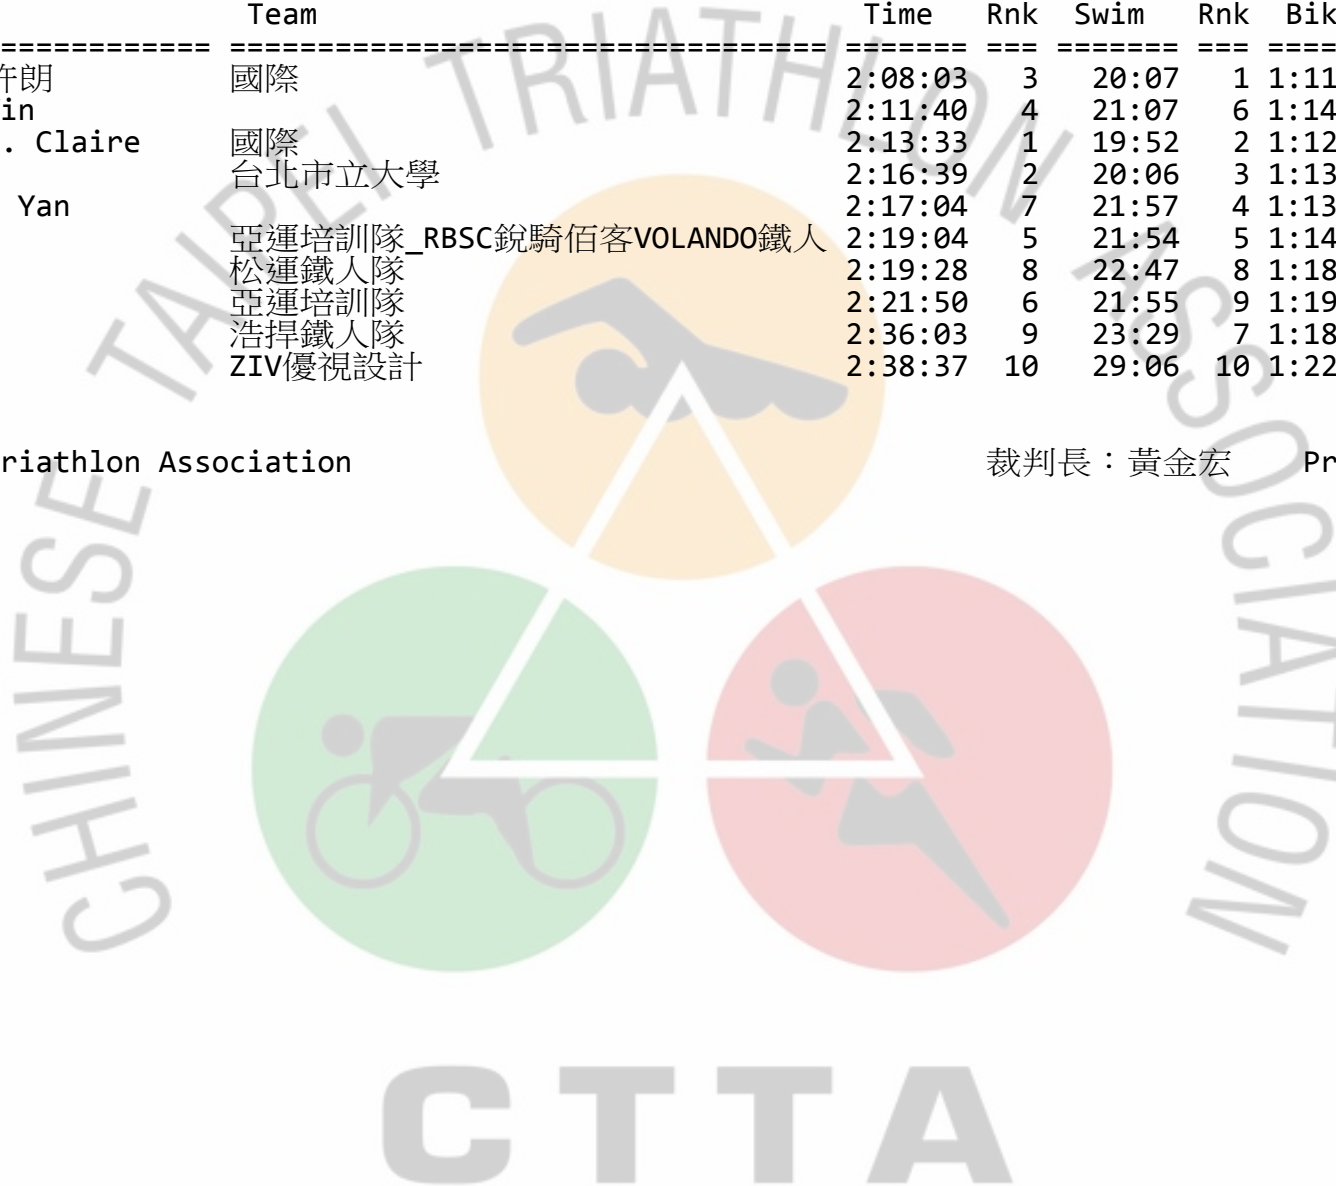 Team Time Rnk Swim Rnk Bik
============ ================================== ======= === ======= === ====
許朗 國際 2:08:03 3 20:07 1 1:11
in 2:11:40 4 21:07 6 1:14
. Claire 國際 2:13:33 1 19:52 2 1:12
台北市立大學 2:16:39 2 20:06 3 1:13
Yan 2:17:04 7 21:57 4 1:13
亞運培訓隊_RBSC銳騎佰客VOLANDO鐵人 2:19:04 5 21:54 5 1:14
松運鐵人隊 2:19:28 8 22:47 8 1:18
亞運培訓隊 2:21:50 6 21:55 9 1:19
浩捍鐵人隊 2:36:03 9 23:29 7 1:18
ZIV優視設計 2:38:37 10 29:06 10 1:22
riathlon Association 裁判長：黃金宏 Pr
CHINESE TAIPEI TRIATHLON ASSOCIATION
CTTA